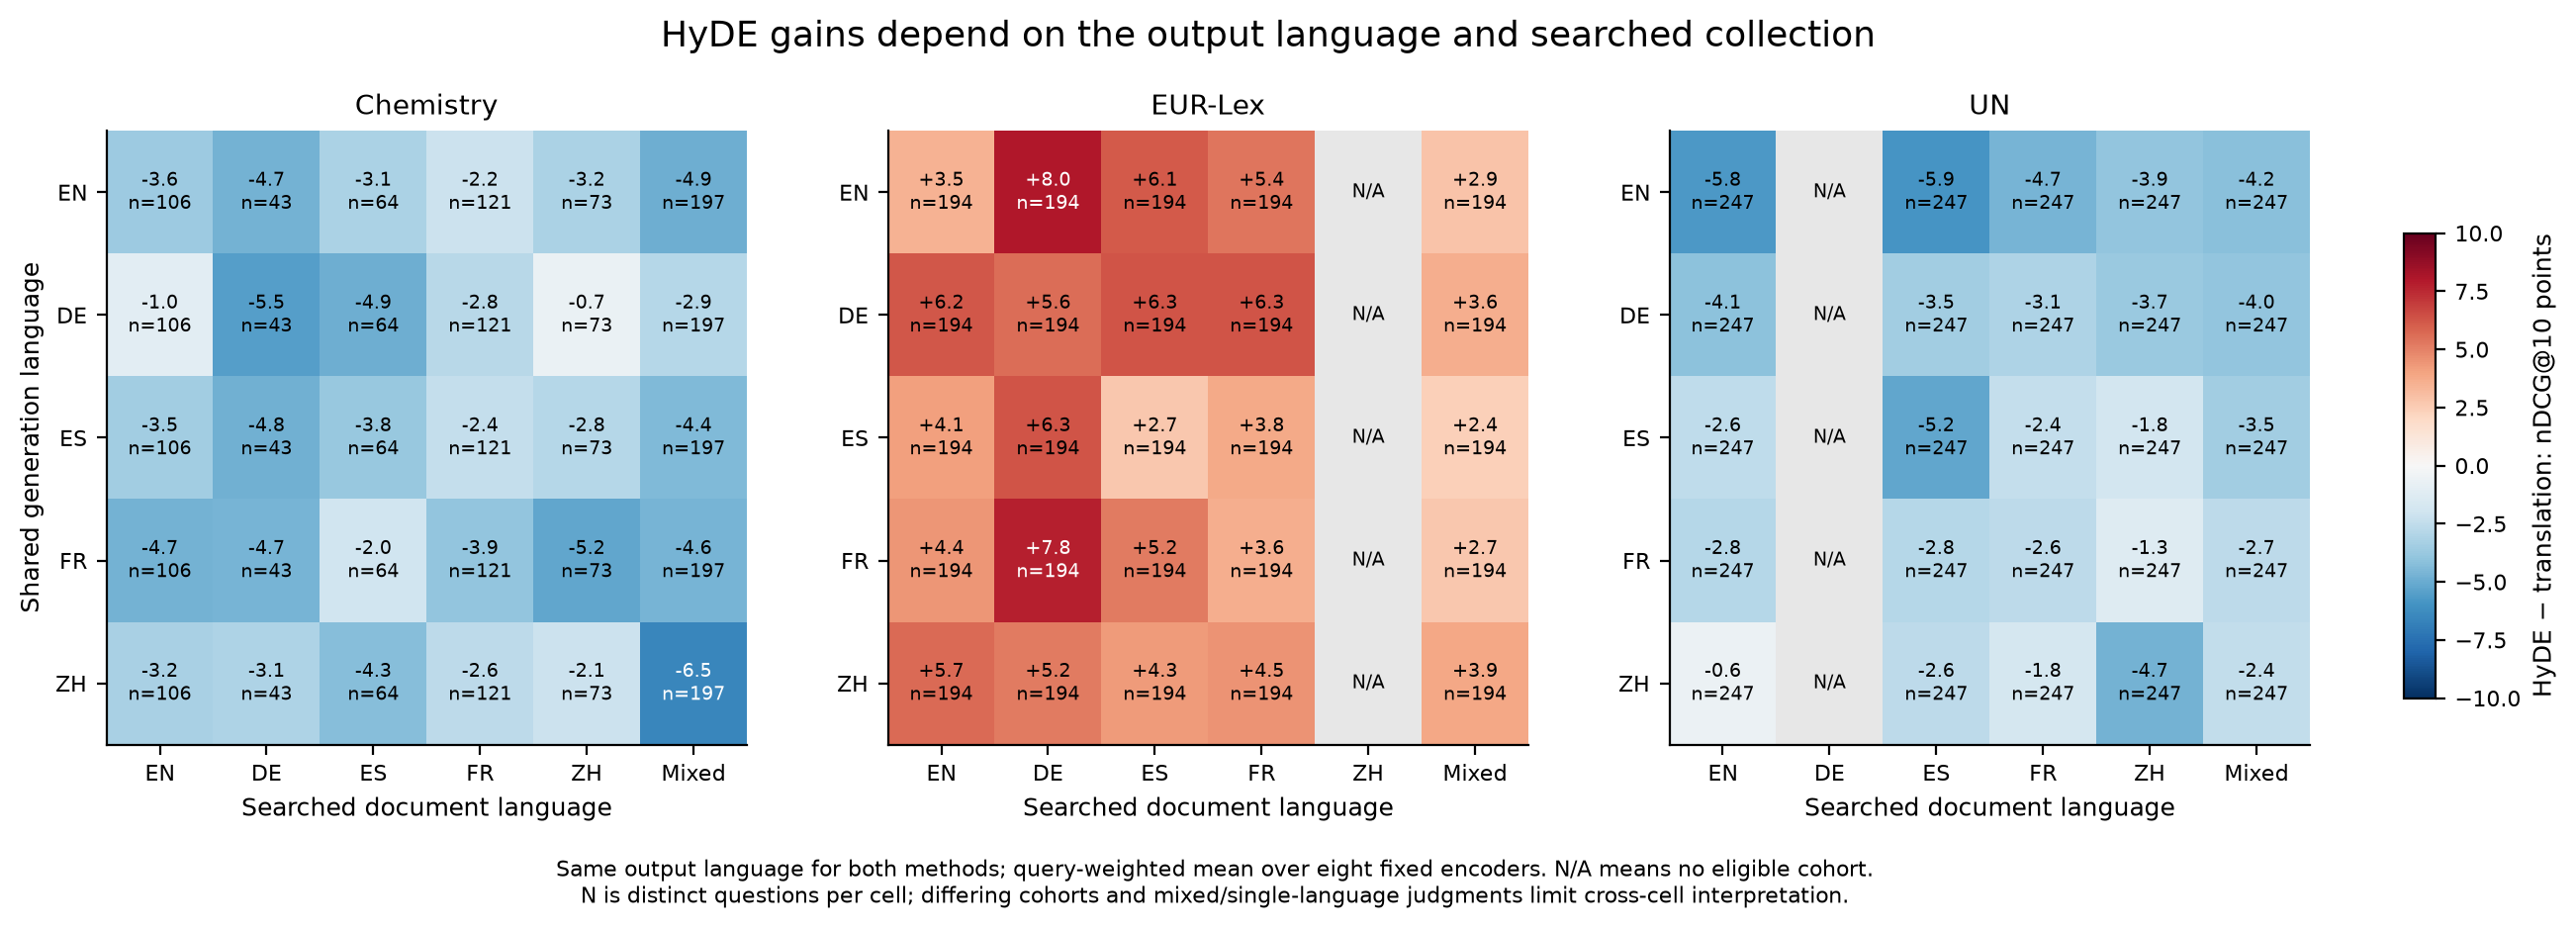 HyDE gains depend on the output language and searched collection
Chemistry
Shared generation language
EN
-3.6 -4.7 -3.1 -2.2 -3.2 -4.9
n=106 n=43 n=64 n=121 n=73 n=197
DE
-1.0 -5.5 -4.9 -2.8 -0.7 -2.9
n=106 n=43 n=64 n=121 n=73 n=197
ES
-3.5 -4.8 -3.8 -2.4 -2.8 -4.4
n=106 n=43 n=64 n=121 n=73 n=197
FR
-4.7 -4.7 -2.0 -3.9 -5.2 -4.6
n=106 n=43 n=64 n=121 n=73 n=197
ZH
-3.2 -3.1 -4.3 -2.6 -2.1 -6.5
n=106 n=43 n=64 n=121 n=73 n=197
EN DE ES FR ZH Mixed
Searched document language
EUR-Lex
EN
+3.5 +8.0 +6.1 +5.4 N/A +2.9
n=194 n=194 n=194 n=194 n=194
DE
+6.2 +5.6 +6.3 +6.3 N/A +3.6
n=194 n=194 n=194 n=194 n=194
ES
+4.1 +6.3 +2.7 +3.8 N/A +2.4
n=194 n=194 n=194 n=194 n=194
FR
+4.4 +7.8 +5.2 +3.6 N/A +2.7
n=194 n=194 n=194 n=194 n=194
ZH
+5.7 +5.2 +4.3 +4.5 N/A +3.9
n=194 n=194 n=194 n=194 n=194
EN DE ES FR ZH Mixed
Searched document language
UN
EN
-5.8 N/A -5.9 -4.7 -3.9 -4.2
n=247 n=247 n=247 n=247 n=247
DE
-4.1 N/A -3.5 -3.1 -3.7 -4.0
n=247 n=247 n=247 n=247 n=247
ES
-2.6 N/A -5.2 -2.4 -1.8 -3.5
n=247 n=247 n=247 n=247 n=247
FR
-2.8 N/A -2.8 -2.6 -1.3 -2.7
n=247 n=247 n=247 n=247 n=247
ZH
-0.6 N/A -2.6 -1.8 -4.7 -2.4
n=247 n=247 n=247 n=247 n=247
EN DE ES FR ZH Mixed
Searched document language
10.0
7.5
5.0
2.5
0.0
−2.5
−5.0
−7.5
−10.0
HyDE − translation: nDCG@10 points
Same output language for both methods; query-weighted mean over eight fixed encoders. N/A means no eligible cohort.
N is distinct questions per cell; differing cohorts and mixed/single-language judgments limit cross-cell interpretation.